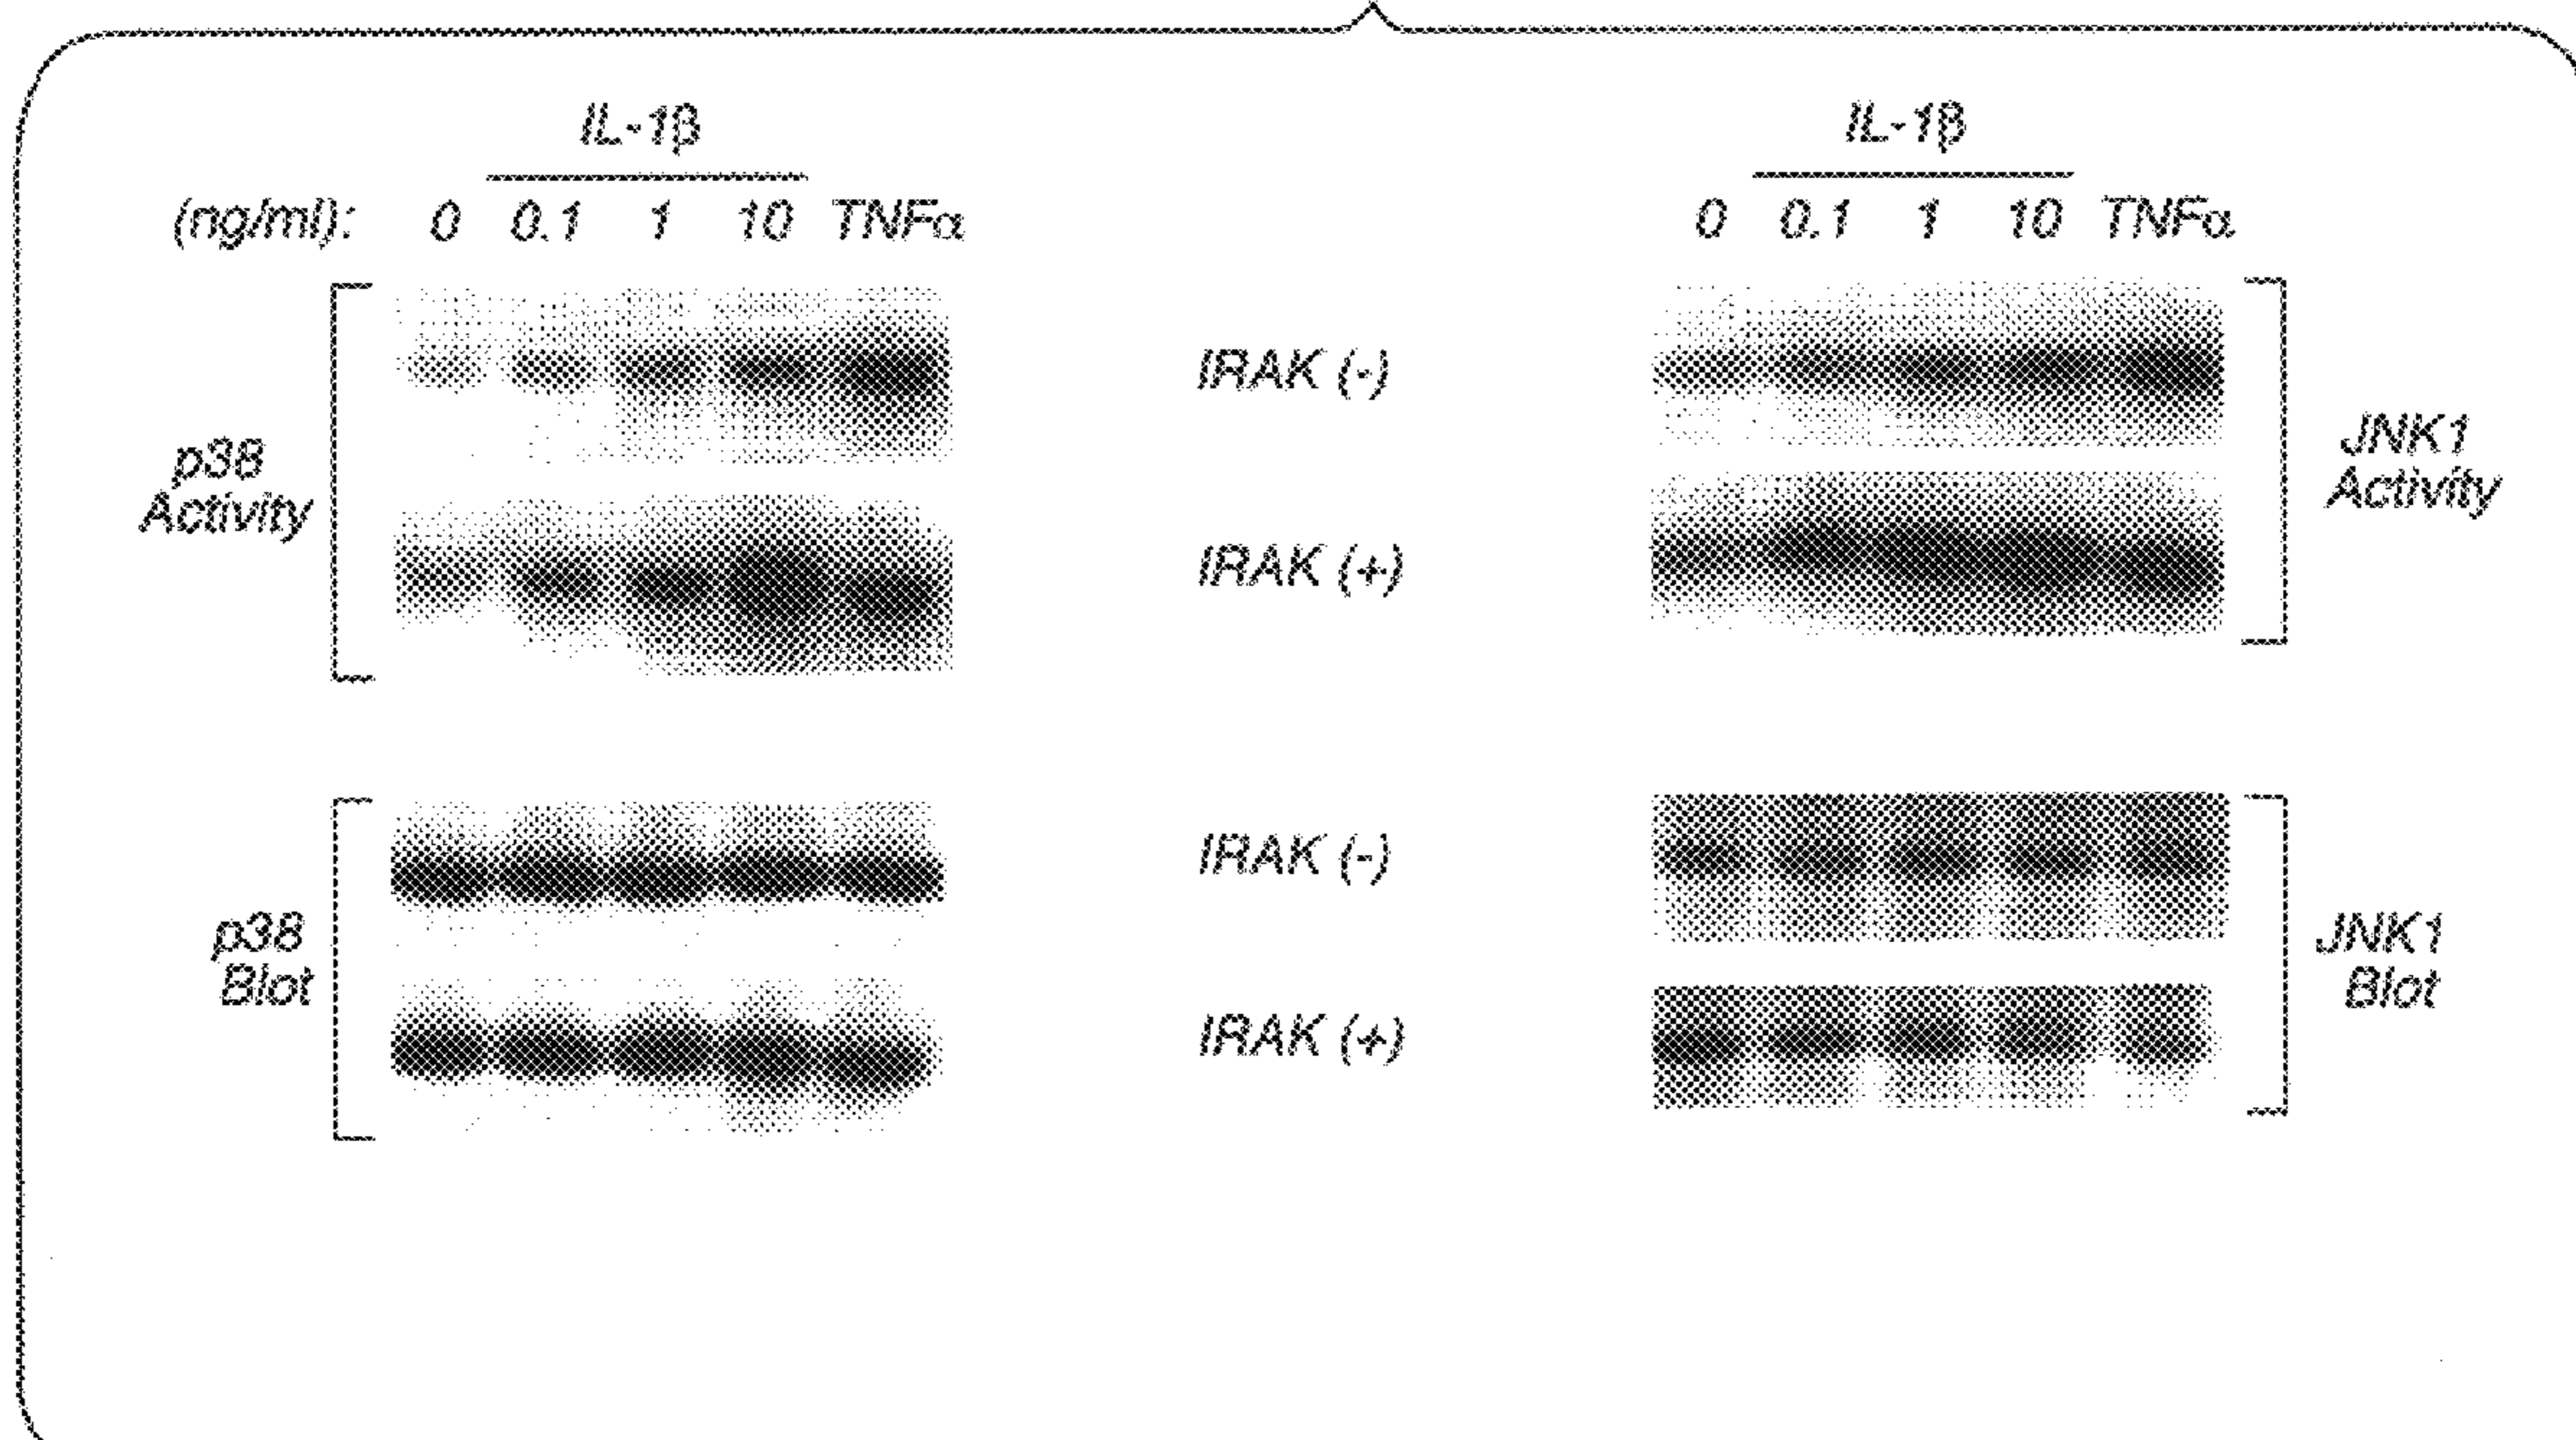 IL-1β IL-1β
(ng/ml): 0 0.1 1 10 TNFα 0 0.1 1 10 TNFα
IRAK (-)
p38
Activity
JNK1
Activity
IRAK (+)
IRAK (-)
p38
Blot
JNK1
Blot
IRAK (+)